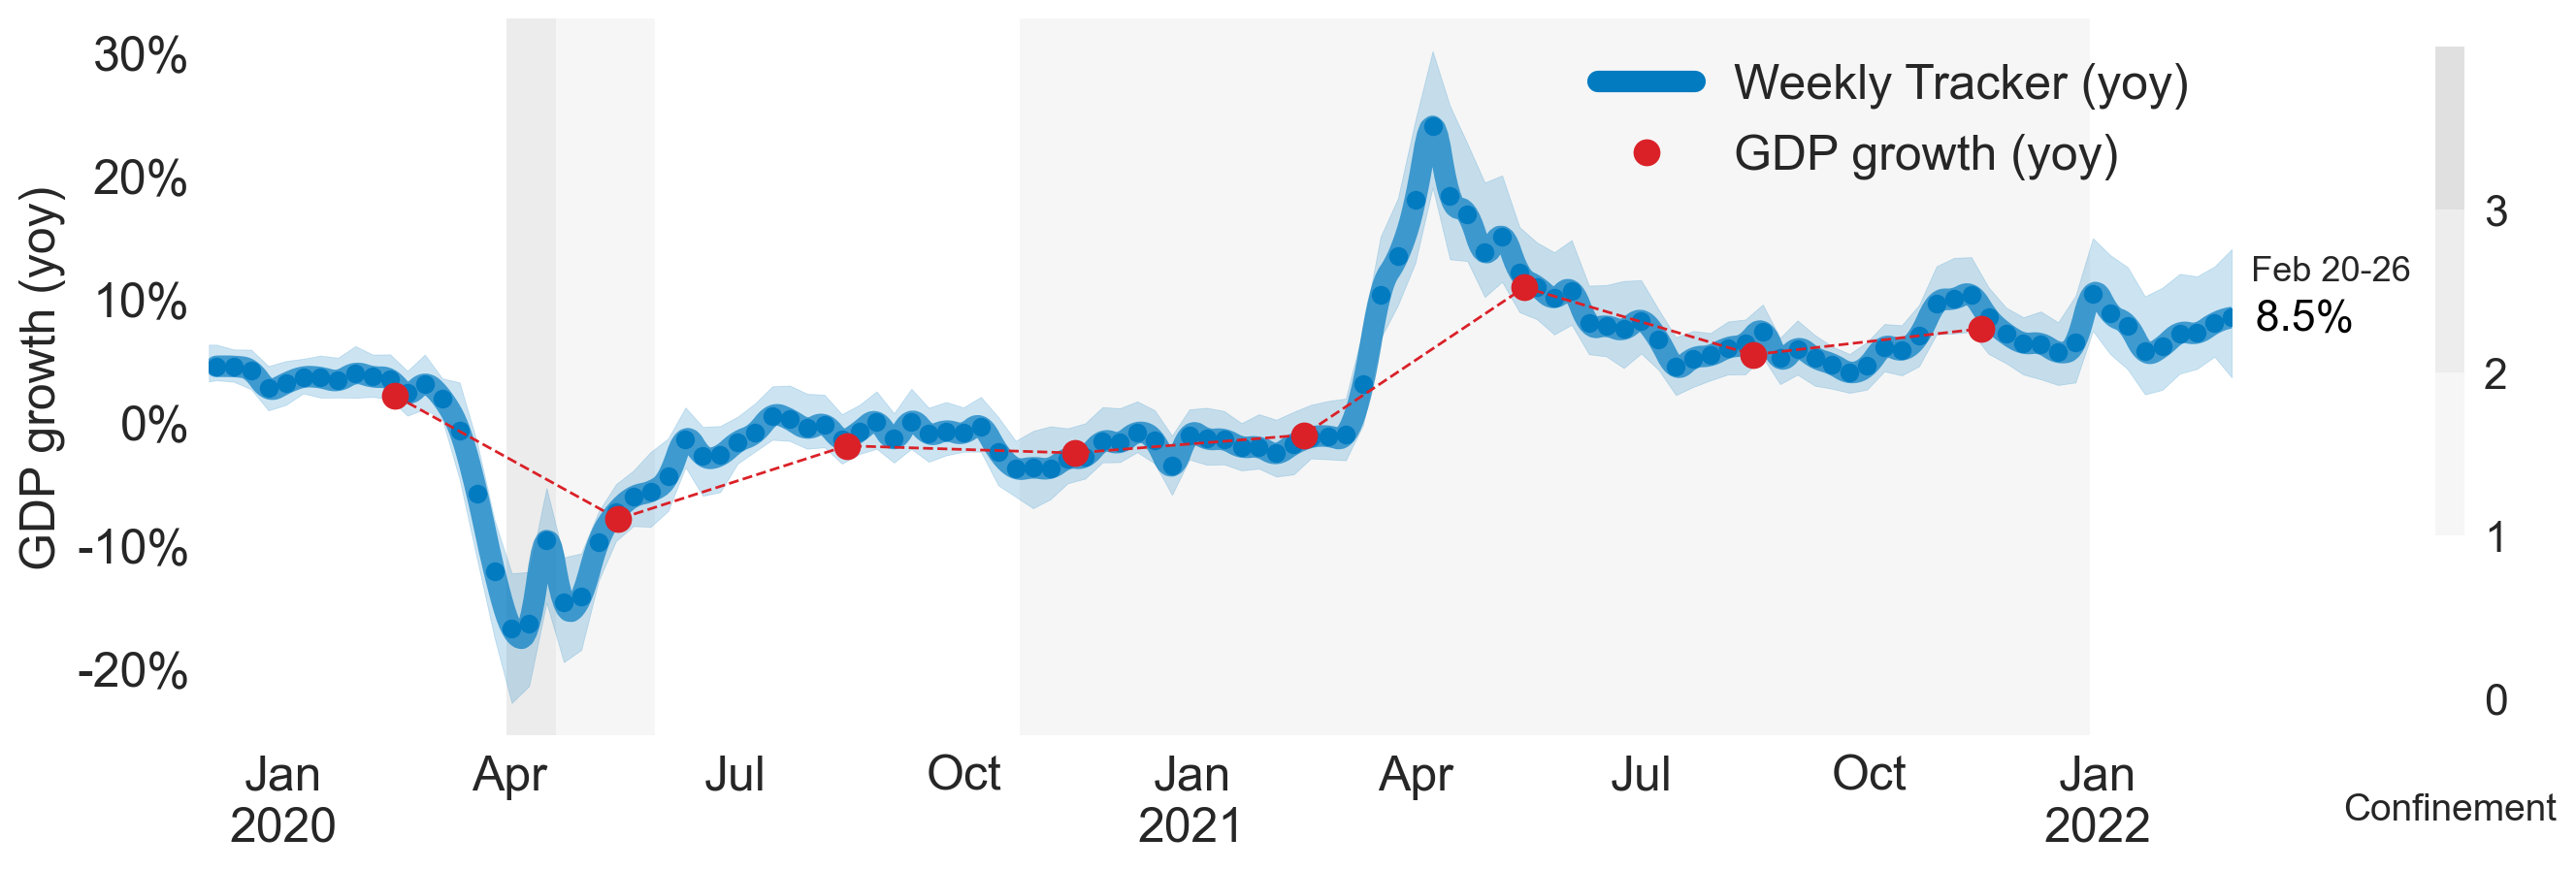 GDP growth (yoy)
30%
20%
10%
0%
-10%
-20%
Weekly Tracker (yoy)
GDP growth (yoy)
Feb 20-26
8.5%
3
2
1
0
Confinement
Jan
2020
Apr
Jul
Oct
Jan
2021
Apr
Jul
Oct
Jan
2022